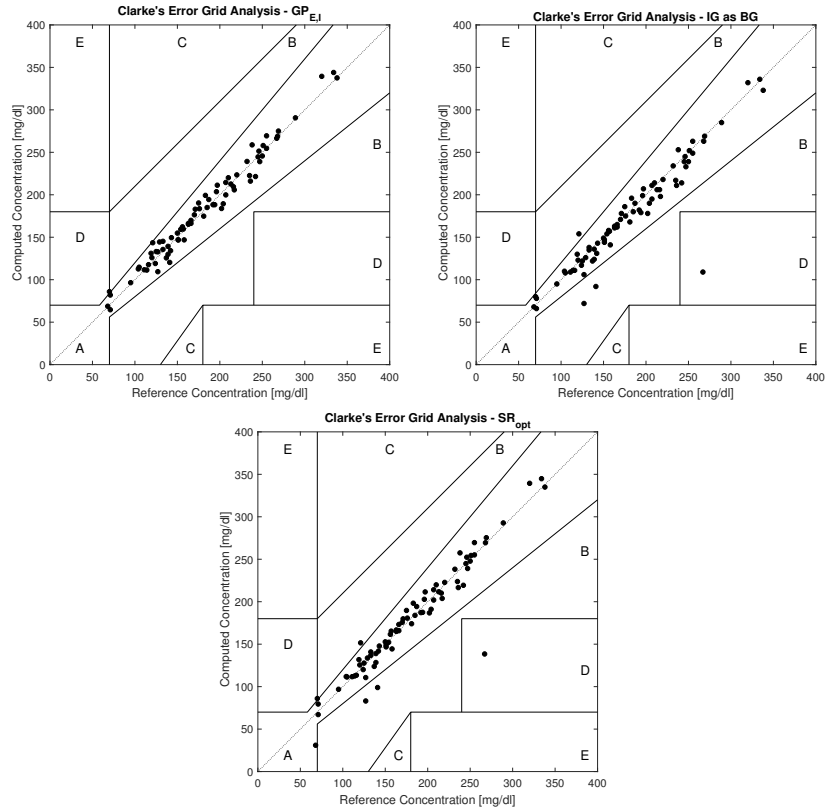 Clarke's Error Grid Analysis - GP_E,I
400
350
300
250
200
150
100
50
0
Computed Concentration [mg/dl]
E
C
B
B
D
D
A
C
E
0 50 100 150 200 250 300 350 400
Reference Concentration [mg/dl]
Clarke's Error Grid Analysis - IG as BG
400
350
300
250
200
150
100
50
0
Computed Concentration [mg/dl]
E
C
B
B
D
D
A
C
E
0 50 100 150 200 250 300 350 400
Reference Concentration [mg/dl]
Clarke's Error Grid Analysis - SR_opt
400
350
300
250
200
150
100
50
0
Computed Concentration [mg/dl]
E
C
B
B
D
D
A
C
E
0 50 100 150 200 250 300 350 400
Reference Concentration [mg/dl]